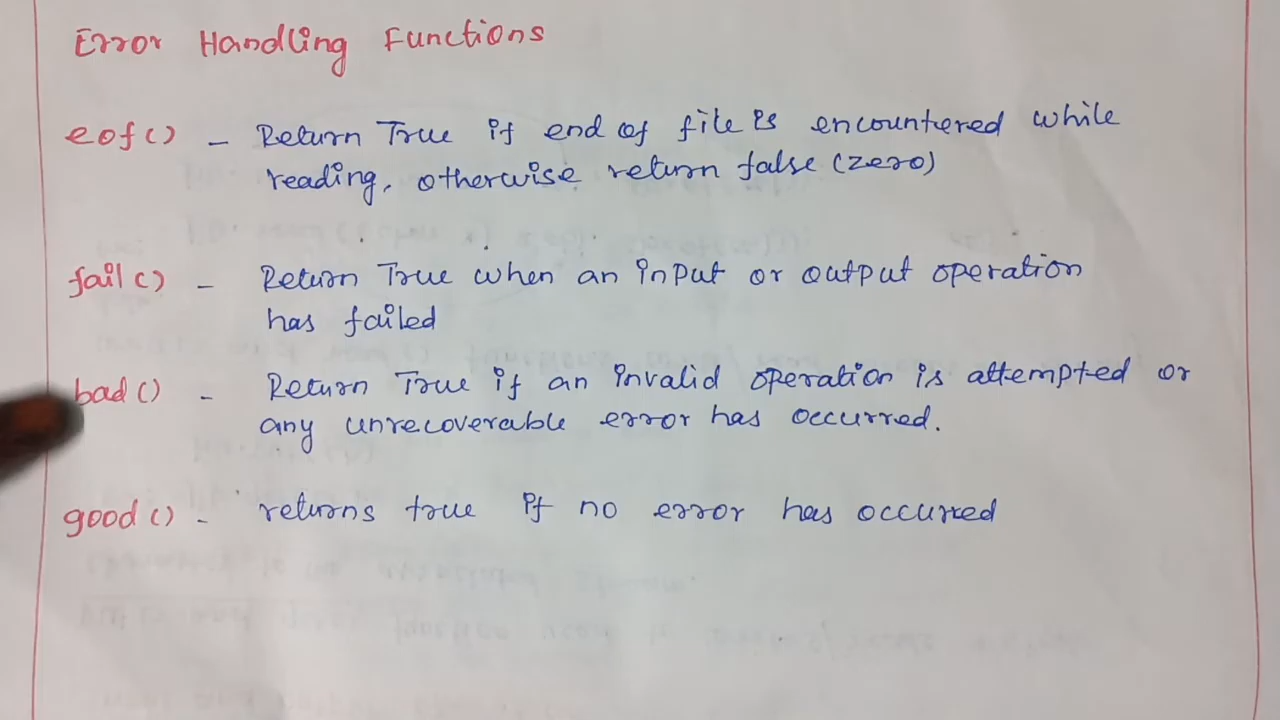 Error Handling Functions
eof() - Return True if end of file is encountered while
reading, otherwise return false (zero)
fail() - Return True when an input or output operation
has failed
bad() - Return True if an invalid operation is attempted or
any unrecoverable error has occurred.
good() - returns true if no error has occurred